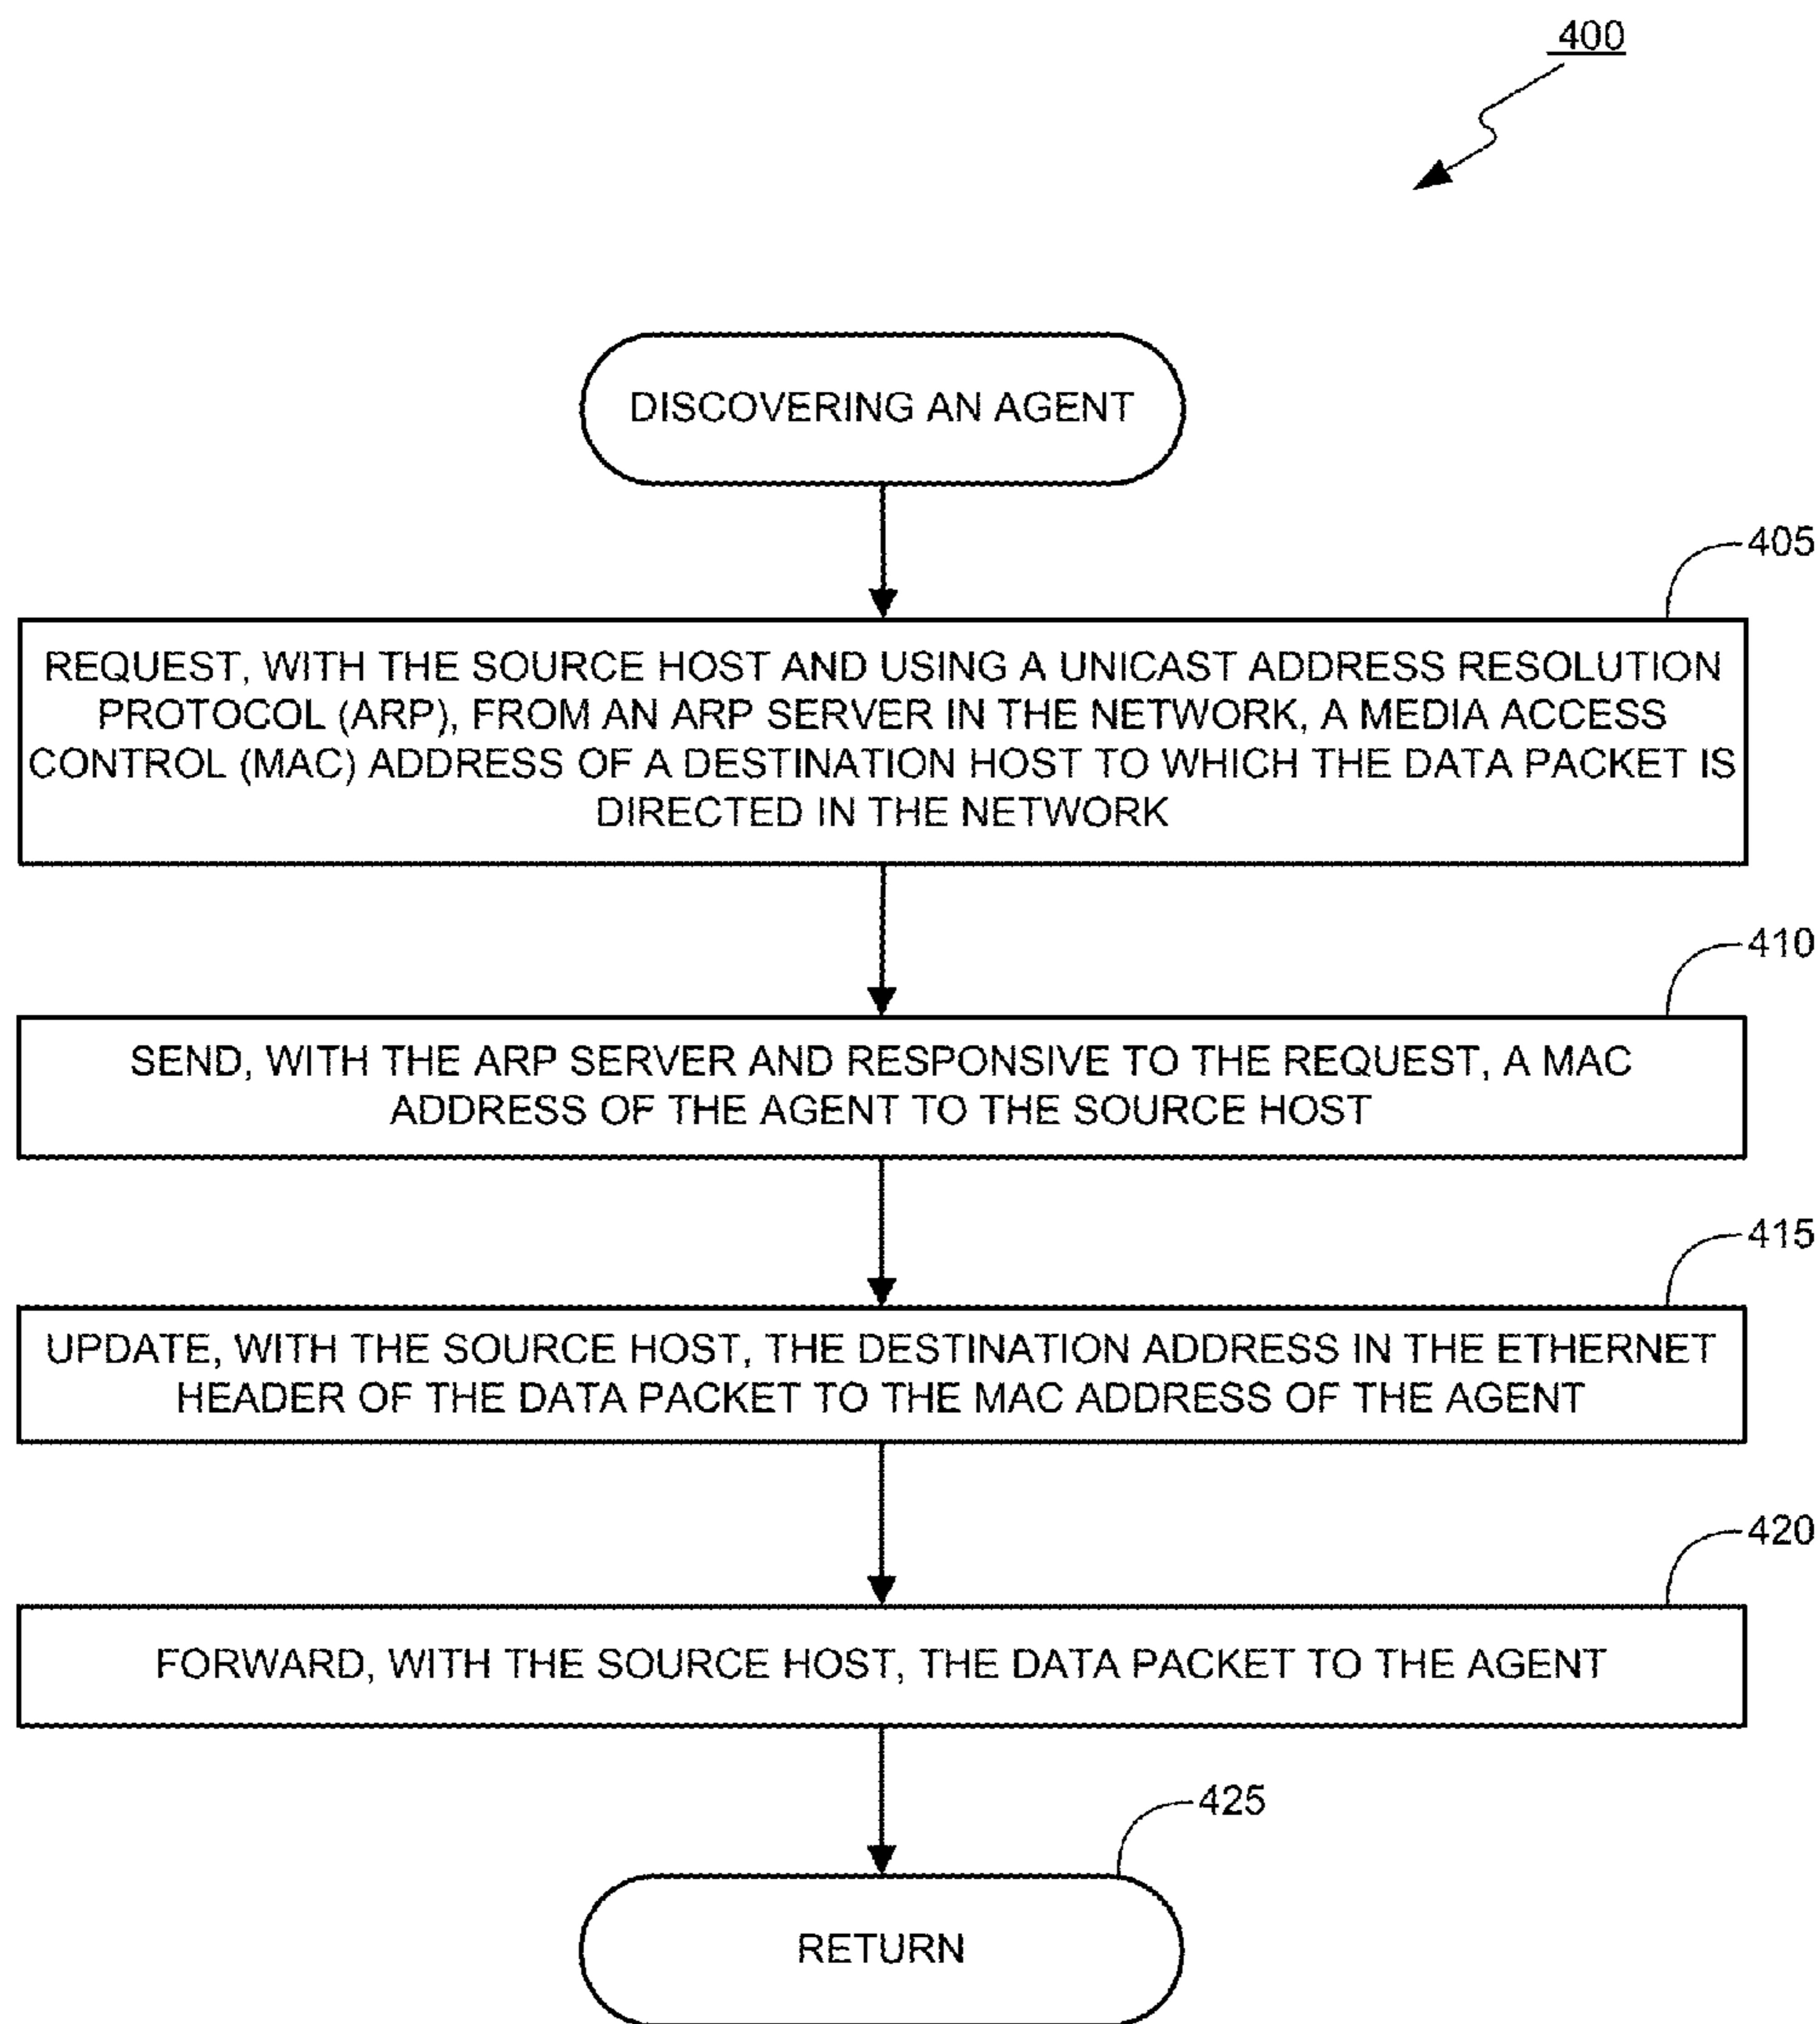 400
DISCOVERING AN AGENT
405
REQUEST, WITH THE SOURCE HOST AND USING A UNICAST ADDRESS RESOLUTION
PROTOCOL (ARP), FROM AN ARP SERVER IN THE NETWORK, A MEDIA ACCESS
CONTROL (MAC) ADDRESS OF A DESTINATION HOST TO WHICH THE DATA PACKET IS
DIRECTED IN THE NETWORK
410
SEND, WITH THE ARP SERVER AND RESPONSIVE TO THE REQUEST, A MAC
ADDRESS OF THE AGENT TO THE SOURCE HOST
415
UPDATE, WITH THE SOURCE HOST, THE DESTINATION ADDRESS IN THE ETHERNET
HEADER OF THE DATA PACKET TO THE MAC ADDRESS OF THE AGENT
420
FORWARD, WITH THE SOURCE HOST, THE DATA PACKET TO THE AGENT
425
RETURN